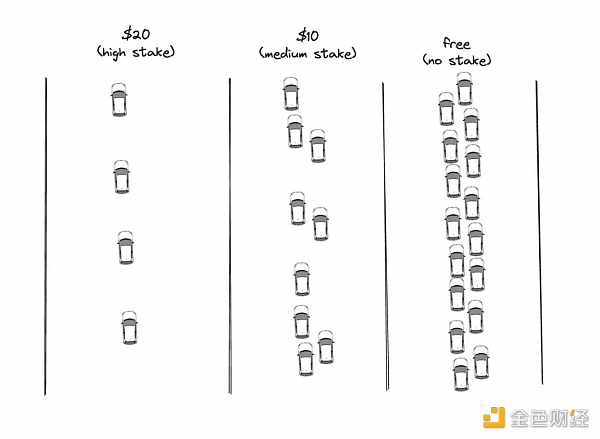 $20
(high stake)
$10
(medium stake)
free
(no stake)
金色财经